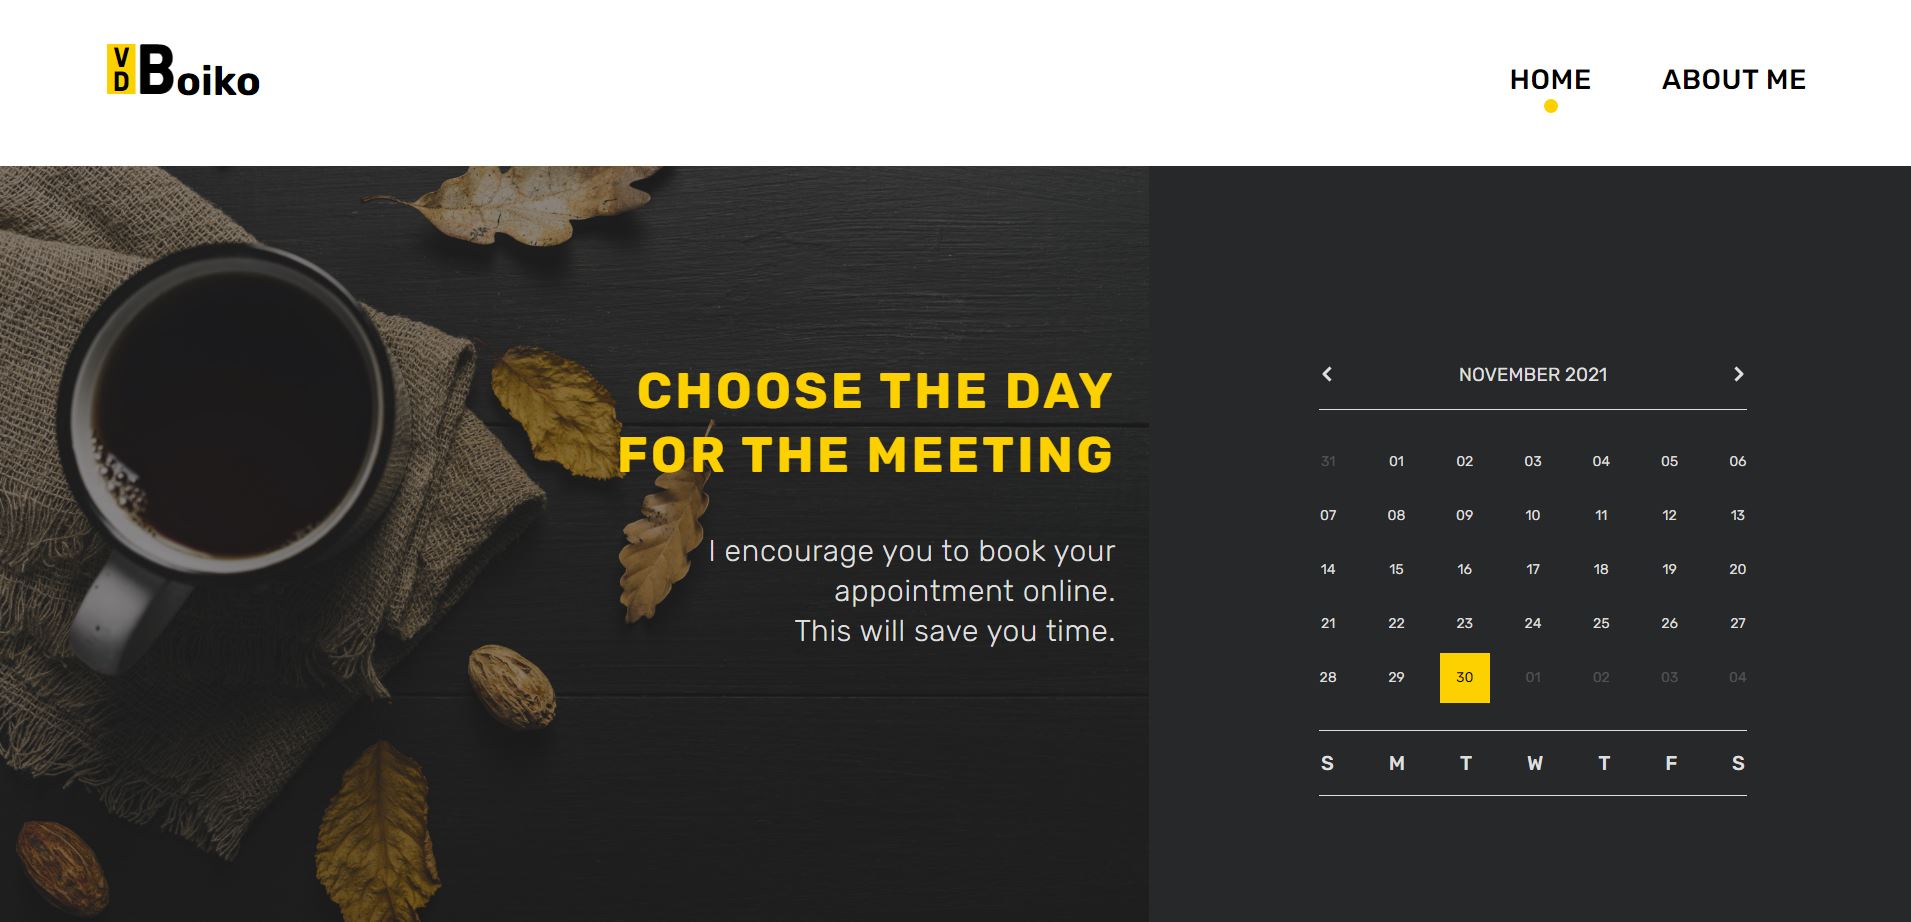 V
D
Boiko
HOME ABOUT ME
CHOOSE THE DAY
FOR THE MEETING
I encourage you to book your
appointment online.
This will save you time.
NOVEMBER 2021
31 01 02 03 04 05 06
07 08 09 10 11 12 13
14 15 16 17 18 19 20
21 22 23 24 25 26 27
28 29 30 01 02 03 04
S M T W T F S